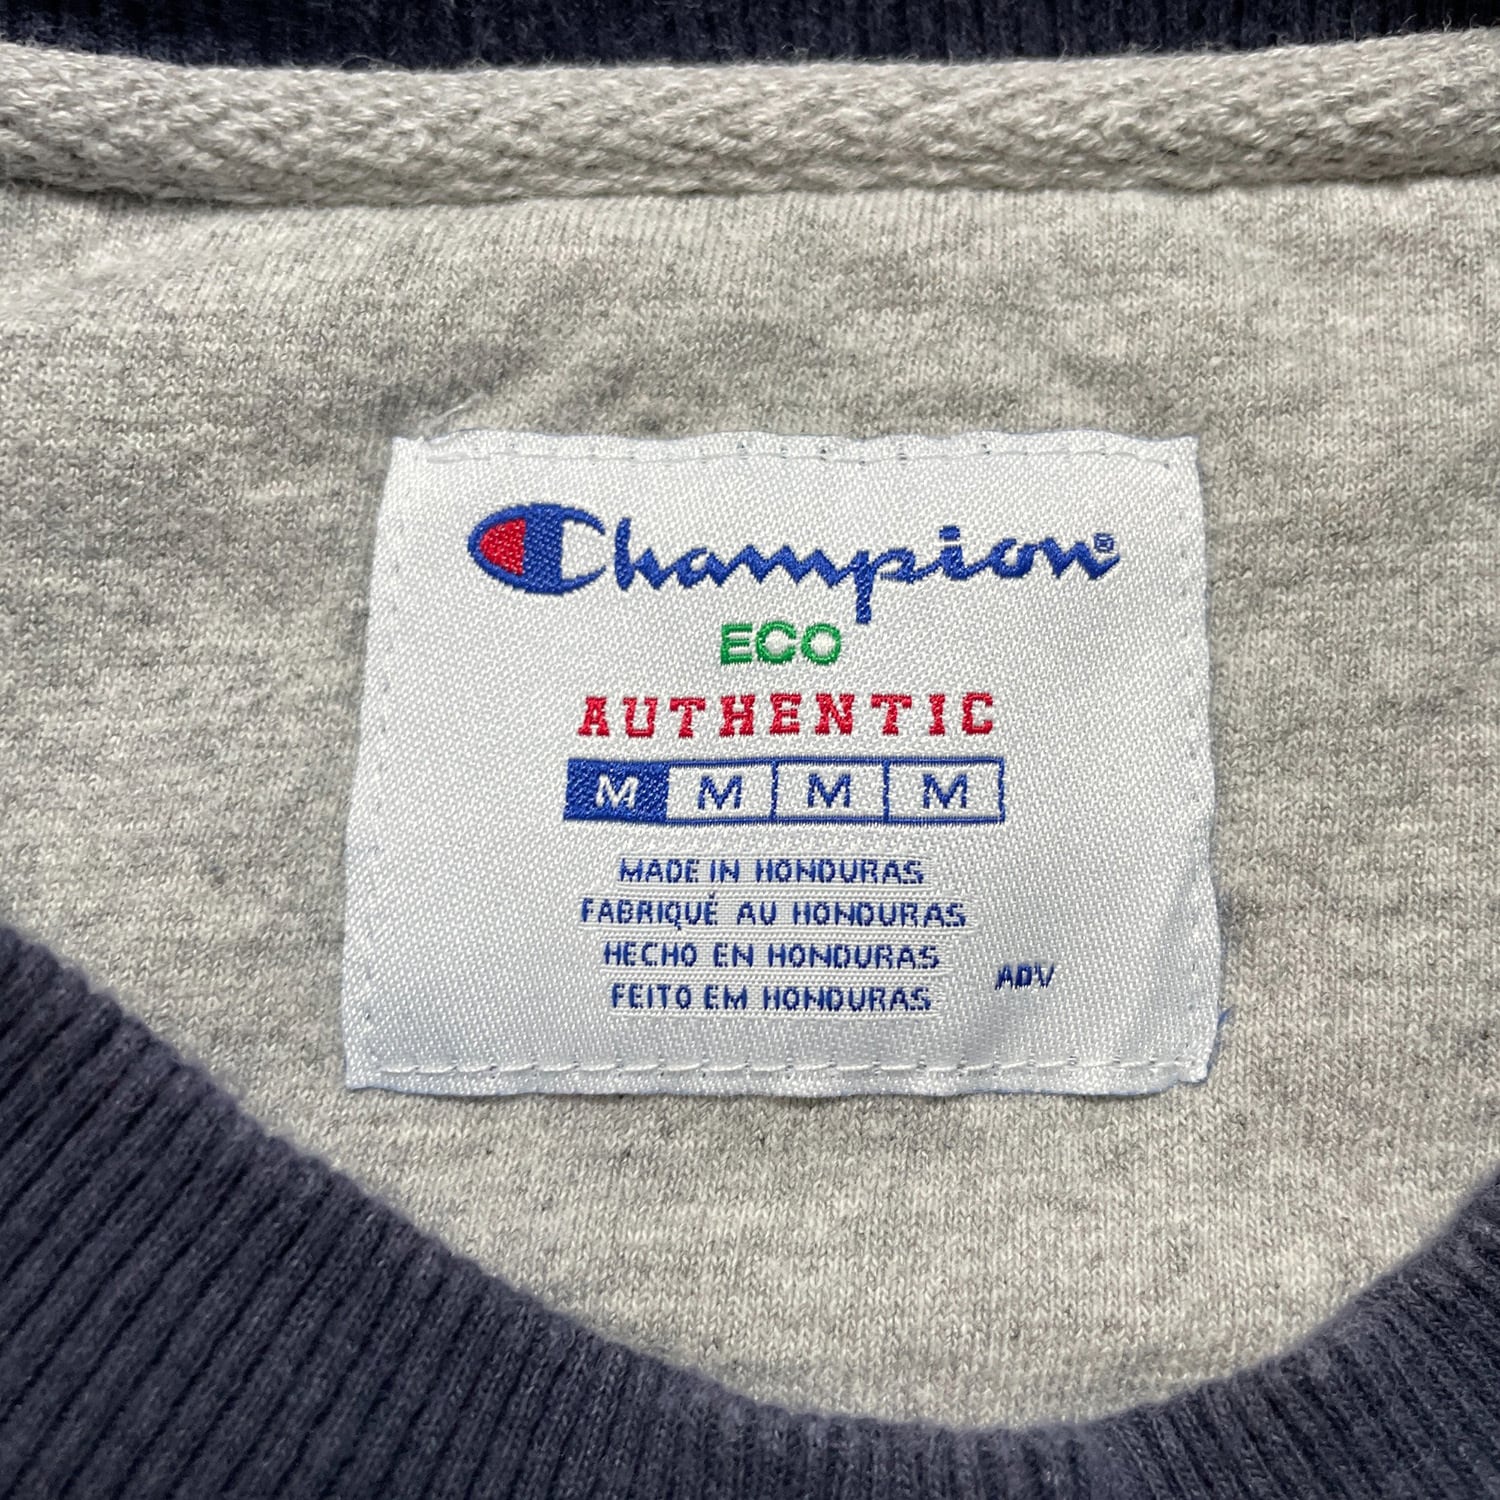 Champion®
ECO
AUTHENTIC
M M M M
MADE IN HONDURAS
FABRIQUÉ AU HONDURAS
HECHO EN HONDURAS
FEITO EM HONDURAS
ADV